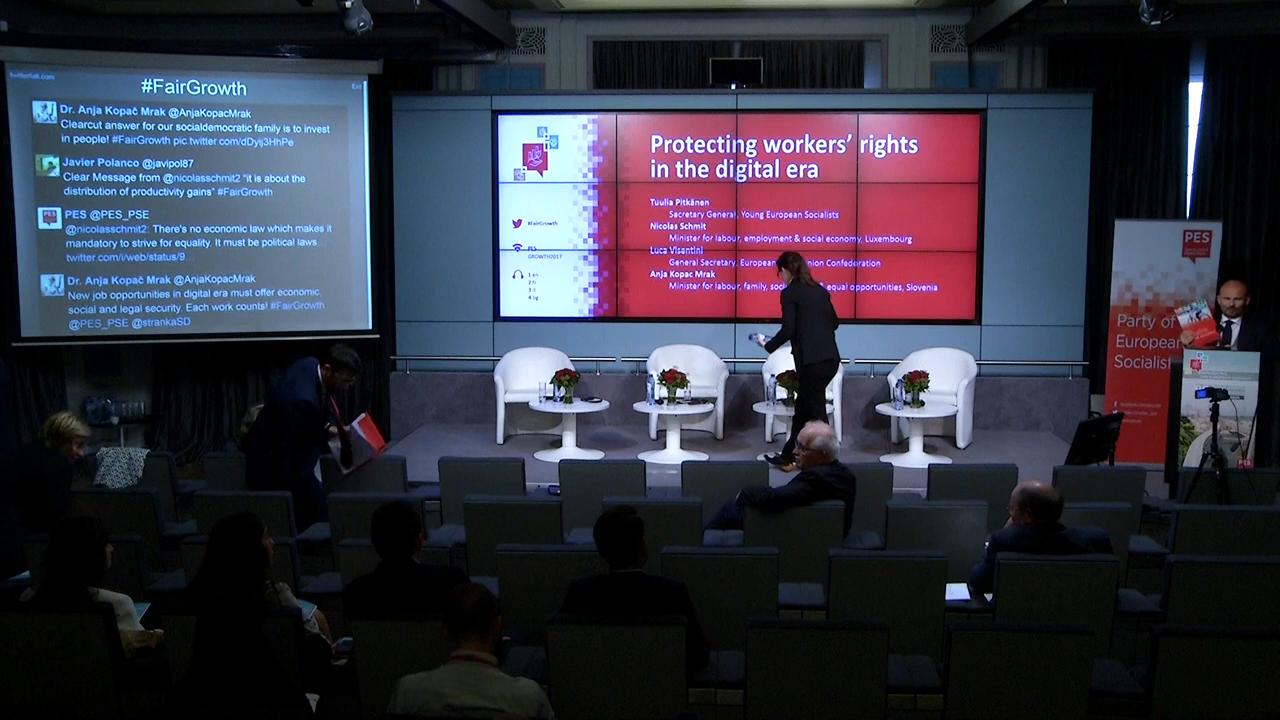 #FairGrowth
Exit
Dr. Anja Kopač Mrak @AnjaKopacMrak
Clearcut answer for our socialdemocratic family is to invest
in people! #FairGrowth pic.twitter.com/dDyij3HhPe
Javier Polanco @javipol87
Clear Message from @nicolasschmit2 "it is about the
distribution of productivity gains" #FairGrowth
PES @PES_PSE
@nicolasschmit2: There's no economic law which makes it
mandatory to strive for equality. It must be political laws...
twitter.com/i/web/status/9...
Dr. Anja Kopač Mrak @AnjaKopacMrak
New job opportunities in digital era must offer economic,
social and legal security. Each work counts! #FairGrowth
@PES_PSE @strankaSD
Protecting workers' rights
in the digital era
Tuulia Pitkänen
Secretary General, Young European Socialists
Nicolas Schmit
Minister for labour, employment & social economy, Luxembourg
Luca Visentini
General Secretary, European Union Confederation
Anja Kopac Mrak
Minister for labour, family, equal opportunities, Slovenia
#FairGrowth
PES
GROWTH2017
1 en
2 fr
PES
Party of
European
Socialis